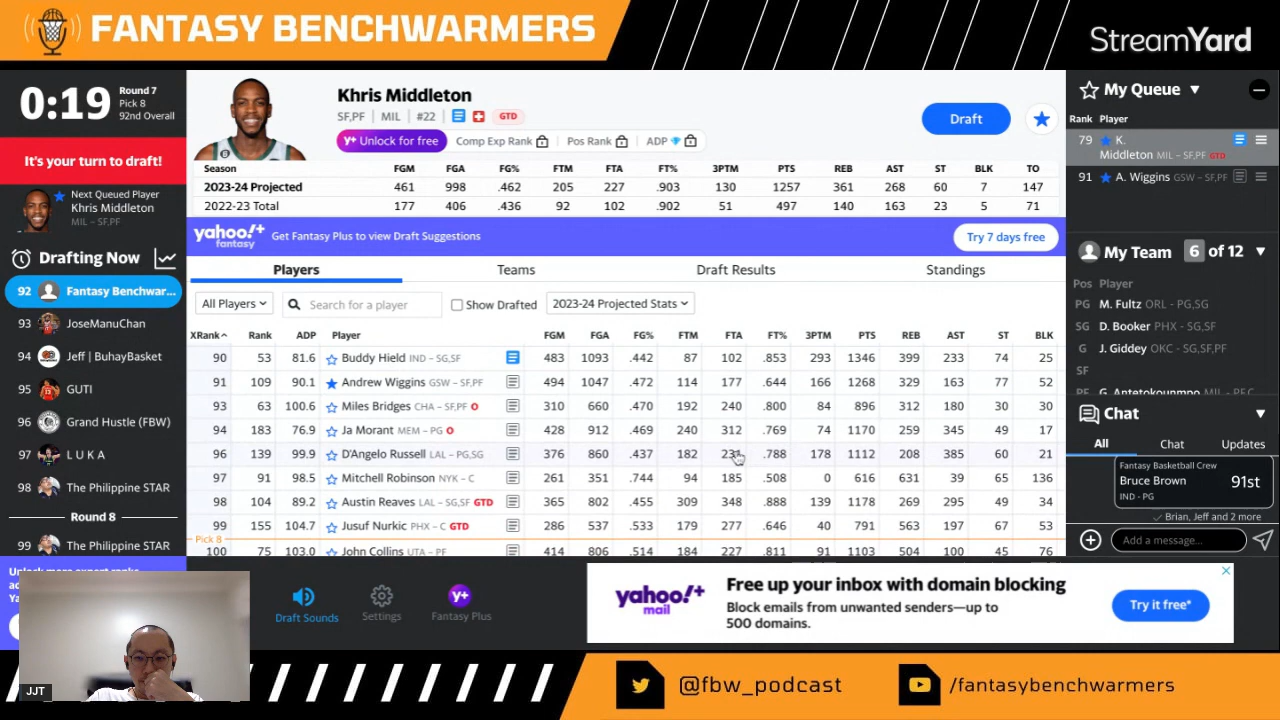 FANTASY BENCHWARMERS
StreamYard
0:19
Round 7
Pick 8
92nd Overall
It's your turn to draft!
Next Queued Player
Khris Middleton
MIL – SF,PF
Drafting Now
92 Fantasy Benchwar...
93 JoseManuChan
94 Jeff | BuhayBasket
95 GUTI
96 Grand Hustle (FBW)
97 L U K A
98 The Philippine STAR
Round 8
99 The Philippine STAR
Khris Middleton
SF,PF | MIL | #22 | GTD
Y+ Unlock for free Comp Exp Rank Pos Rank ADP
Draft
Season FGM FGA FG% FTM FTA FT% 3PTM PTS REB AST ST BLK TO
2023-24 Projected 461 998 .462 205 227 .903 130 1257 361 268 60 7 147
2022-23 Total 177 406 .436 92 102 .902 51 497 140 163 23 5 71
yahoo!+ fantasy Get Fantasy Plus to view Draft Suggestions Try 7 days free
Players Teams Draft Results Standings
All Players Search for a player Show Drafted 2023-24 Projected Stats
XRank Rank ADP Player FGM FGA FG% FTM FTA FT% 3PTM PTS REB AST ST BLK
90 53 81.6 Buddy Hield IND – SG,SF 483 1093 .442 87 102 .853 293 1346 399 233 74 25
91 109 90.1 Andrew Wiggins GSW – SF,PF 494 1047 .472 114 177 .644 166 1268 329 163 77 52
93 63 100.6 Miles Bridges CHA – SF,PF O 310 660 .470 192 240 .800 84 896 312 180 30 30
94 183 76.9 Ja Morant MEM – PG O 428 912 .469 240 312 .769 74 1170 259 345 49 17
96 139 99.9 D'Angelo Russell LAL – PG,SG 376 860 .437 182 .788 178 1112 208 385 60 21
97 91 98.5 Mitchell Robinson NYK – C 261 351 .744 94 185 .508 0 616 631 39 65 136
98 104 89.2 Austin Reaves LAL – SG,SF GTD 365 802 .455 309 348 .888 139 1178 269 295 49 34
99 155 104.7 Jusuf Nurkic PHX – C GTD 286 537 .533 179 277 .646 40 791 563 197 67 53
Pick 8
100 75 103.0 John Collins UTA – PF 414 806 .514 184 227 .811 91 1103 504 100 45 76
My Queue
Rank Player
79 K. Middleton MIL – SF,PF GTD
91 A. Wiggins GSW – SF,PF
My Team 6 of 12
Pos Player
PG M. Fultz ORL – PG,SG
SG D. Booker PHX – SG,SF
G J. Giddey OKC – SG,SF,PF
SF
PF G. Antetokounmpo MIL – PF,C
Chat
All Chat Updates
Fantasy Basketball Crew
Bruce Brown 91st
IND - PG
Brian, Jeff and 2 more
Add a message...
Draft Sounds
Settings
Y+
Fantasy Plus
yahoo!+ mail
Free up your inbox with domain blocking
Block emails from unwanted senders—up to
500 domains.
Try it free*
JJT
@fbw_podcast
/fantasybenchwarmers